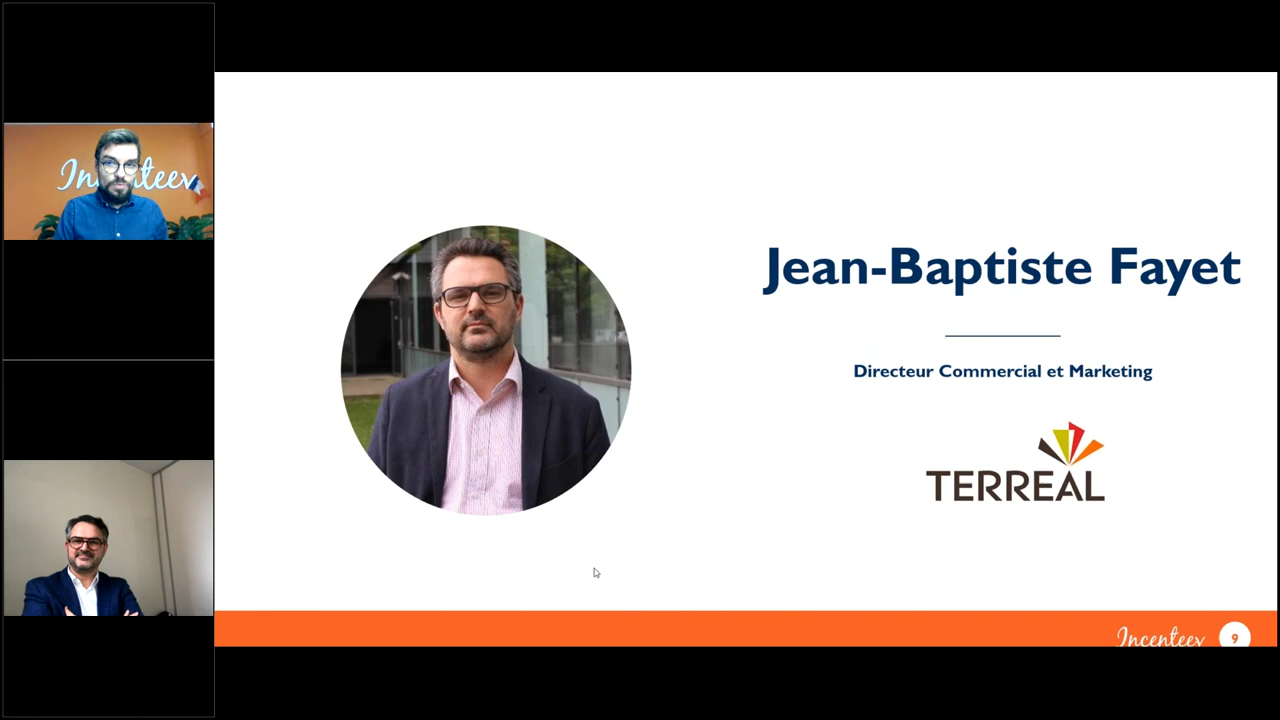 Jean-Baptiste Fayet
Directeur Commercial et Marketing
TERREAL
Incenteev
9